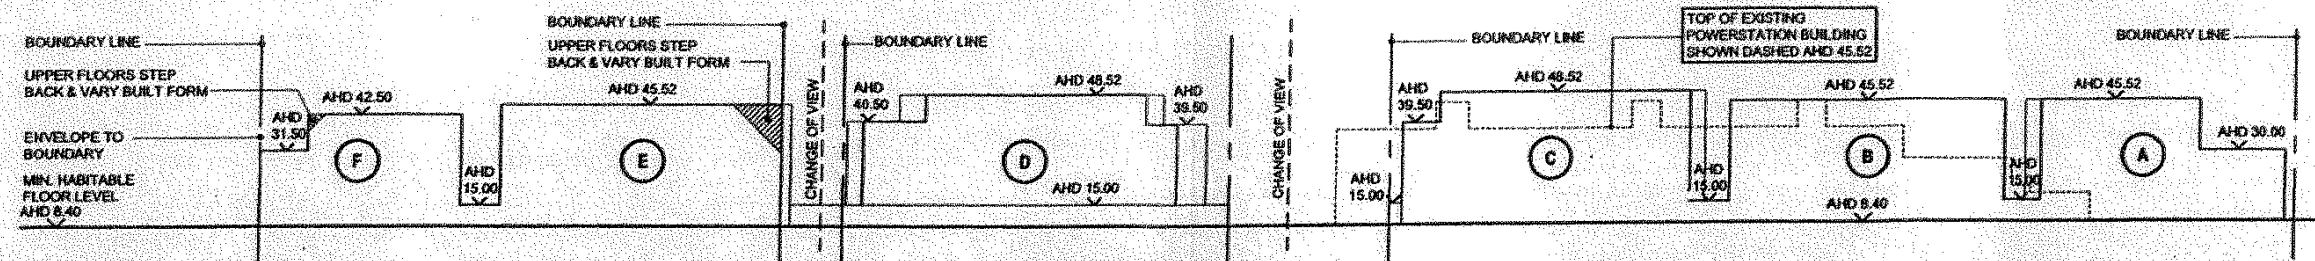 BOUNDARY LINE
UPPER FLOORS STEP
BACK & VARY BUILT FORM
ENVELOPE TO
BOUNDARY
MIN. HABITABLE
FLOOR LEVEL
AHD 8.40
AHD
31.50
AHD 42.50
F
AHD
15.00
BOUNDARY LINE
UPPER FLOORS STEP
BACK & VARY BUILT FORM
AHD 45.52
E
CHANGE OF VIEW
BOUNDARY LINE
AHD
40.50
AHD 48.52
AHD
39.50
D
AHD 15.00
CHANGE OF VIEW
BOUNDARY LINE
AHD
39.50
AHD
15.00
AHD 48.52
C
TOP OF EXISTING
POWERSTATION BUILDING
SHOWN DASHED AHD 45.52
AHD
15.00
AHD 45.52
B
AHD 8.40
AHD
15.00
BOUNDARY LINE
AHD 45.52
A
AHD 30.00